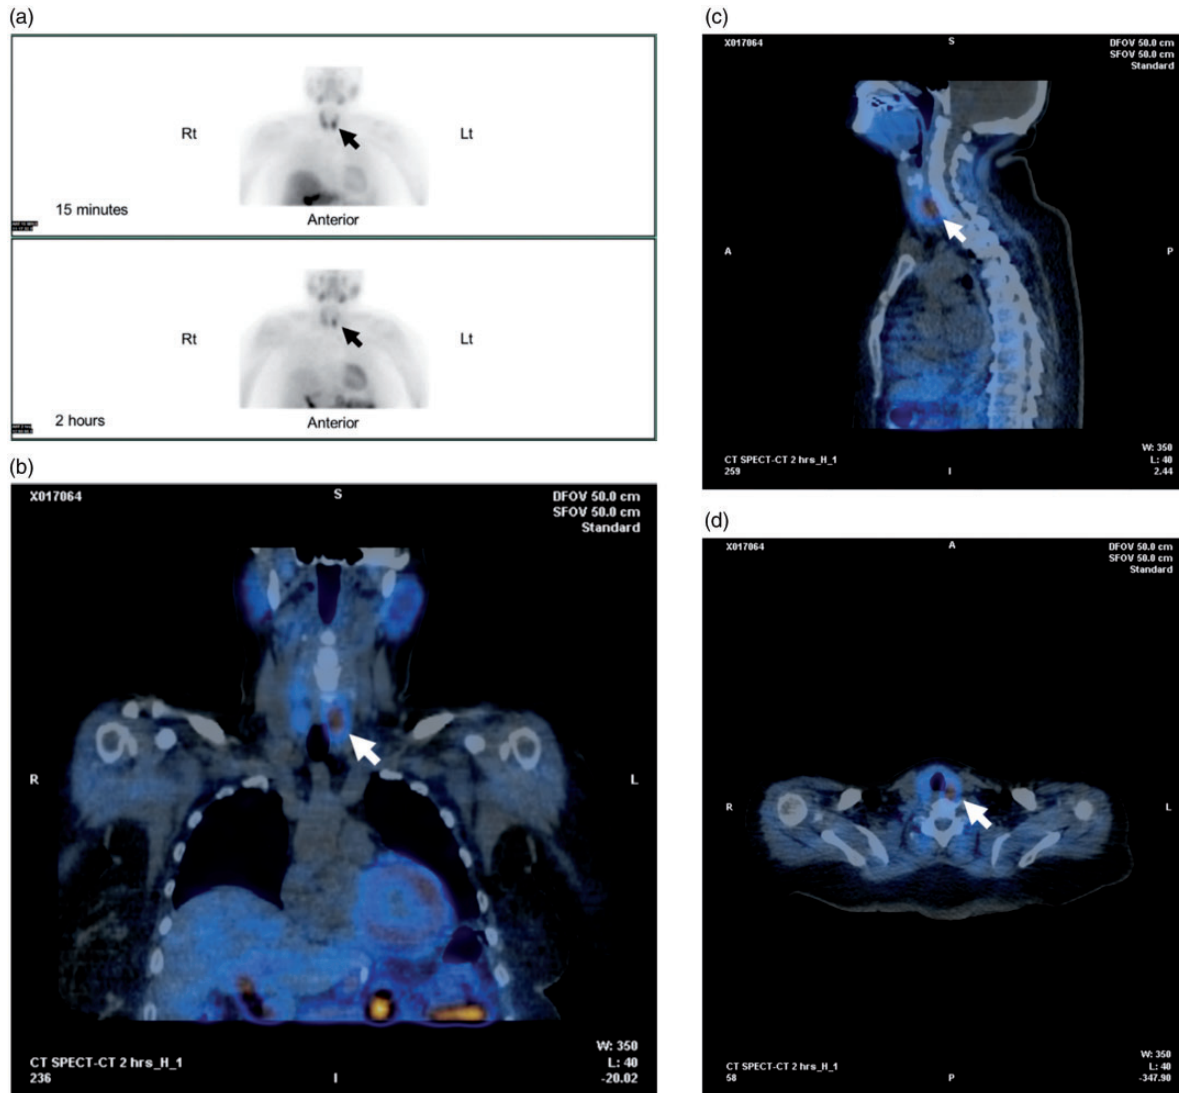 (a)
Rt
Lt
15 minutes
Anterior
Rt
Lt
2 hours
Anterior
(b)
X017064
S
DFOV 50.0 cm
SFOV 50.0 cm
Standard
R
L
CT SPECT-CT 2 hrs_H_1
236
I
W: 350
L: 40
-20.02
(c)
X017064
S
DFOV 50.0 cm
SFOV 50.0 cm
Standard
A
P
CT SPECT-CT 2 hrs_H_1
259
I
W: 350
L: 40
2.44
(d)
X017064
A
DFOV 50.0 cm
SFOV 50.0 cm
Standard
R
L
CT SPECT-CT 2 hrs_H_1
58
P
W: 350
L: 40
-347.90